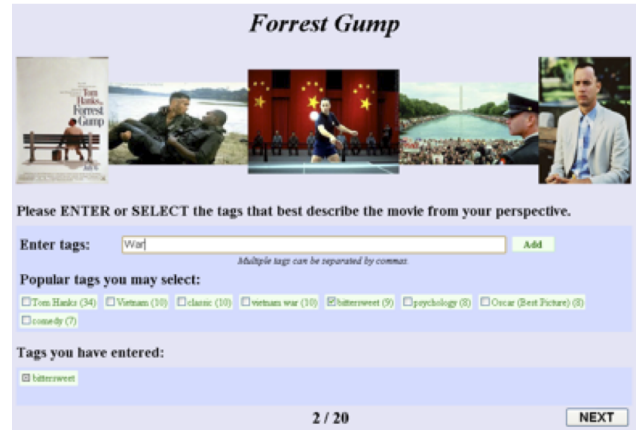 Forrest Gump
Tom
Hanks
Forrest
Gump
Please ENTER or SELECT the tags that best describe the movie from your perspective.
Enter tags: War Add
Multiple tags can be separated by commas.
Popular tags you may select:
Tom Hanks (34) Vietnam (10) classic (10) vietnam war (10) bittersweet (9) psychology (8) Oscar (Best Picture) (8)
comedy (7)
Tags you have entered:
bittersweet
2 / 20 NEXT